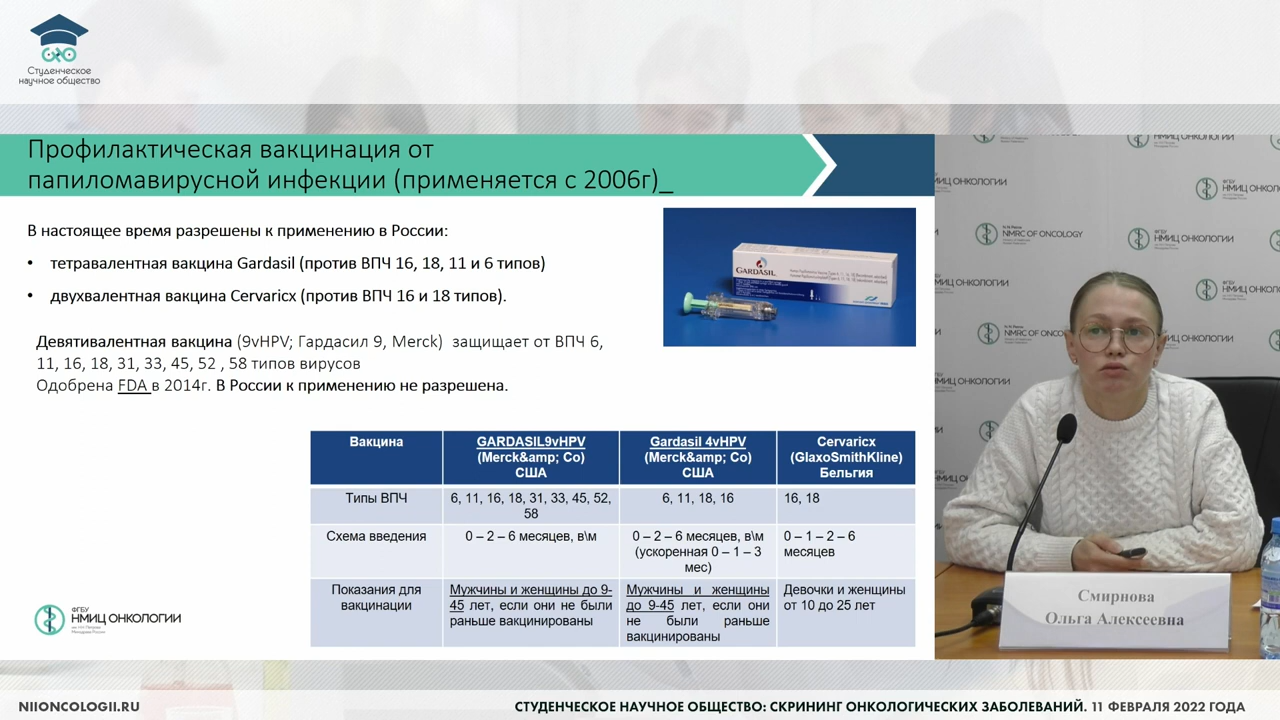 Студенческое
научное общество
Профилактическая вакцинация от
папиломавирусной инфекции (применяется с 2006г)_
В настоящее время разрешены к применению в России:
• тетравалентная вакцина Gardasil (против ВПЧ 16, 18, 11 и 6 типов)
• двухвалентная вакцина Cervaricx (против ВПЧ 16 и 18 типов).
GARDASIL
Девятивалентная вакцина (9vHPV; Гардасил 9, Merck) защищает от ВПЧ 6,
11, 16, 18, 31, 33, 45, 52 , 58 типов вирусов
Одобрена FDA в 2014г. В России к применению не разрешена.
Вакцина
GARDASIL9vHPV
(Merck&amp; Co)
США
Gardasil 4vHPV
(Merck&amp; Co)
США
Cervaricx
(GlaxoSmithKline)
Бельгия
Типы ВПЧ
6, 11, 16, 18, 31, 33, 45, 52,
58
6, 11, 18, 16
16, 18
Схема введения
0 – 2 – 6 месяцев, в\м
0 – 2 – 6 месяцев, в\м
(ускоренная 0 – 1 – 3
мес)
0 – 1 – 2 – 6
месяцев
Показания для
вакцинации
Мужчины и женщины до 9-
45 лет, если они не были
раньше вакцинированы
Мужчины и женщины
до 9-45 лет, если они
не были раньше
вакцинированы
Девочки и женщины
от 10 до 25 лет
ФГБУ
НМИЦ ОНКОЛОГИИ
ФГБУ
НМИЦ ОНКОЛОГИИ
NMRC OF ONCOLOGY
НМИЦ ОНКОЛОГИИ
NMRC OF ONCO
Смирнова
Ольга Алексеевна
NIIONCOLOGII.RU
СТУДЕНЧЕСКОЕ НАУЧНОЕ ОБЩЕСТВО: СКРИНИНГ ОНКОЛОГИЧЕСКИХ ЗАБОЛЕВАНИЙ. 11 ФЕВРАЛЯ 2022 ГОДА